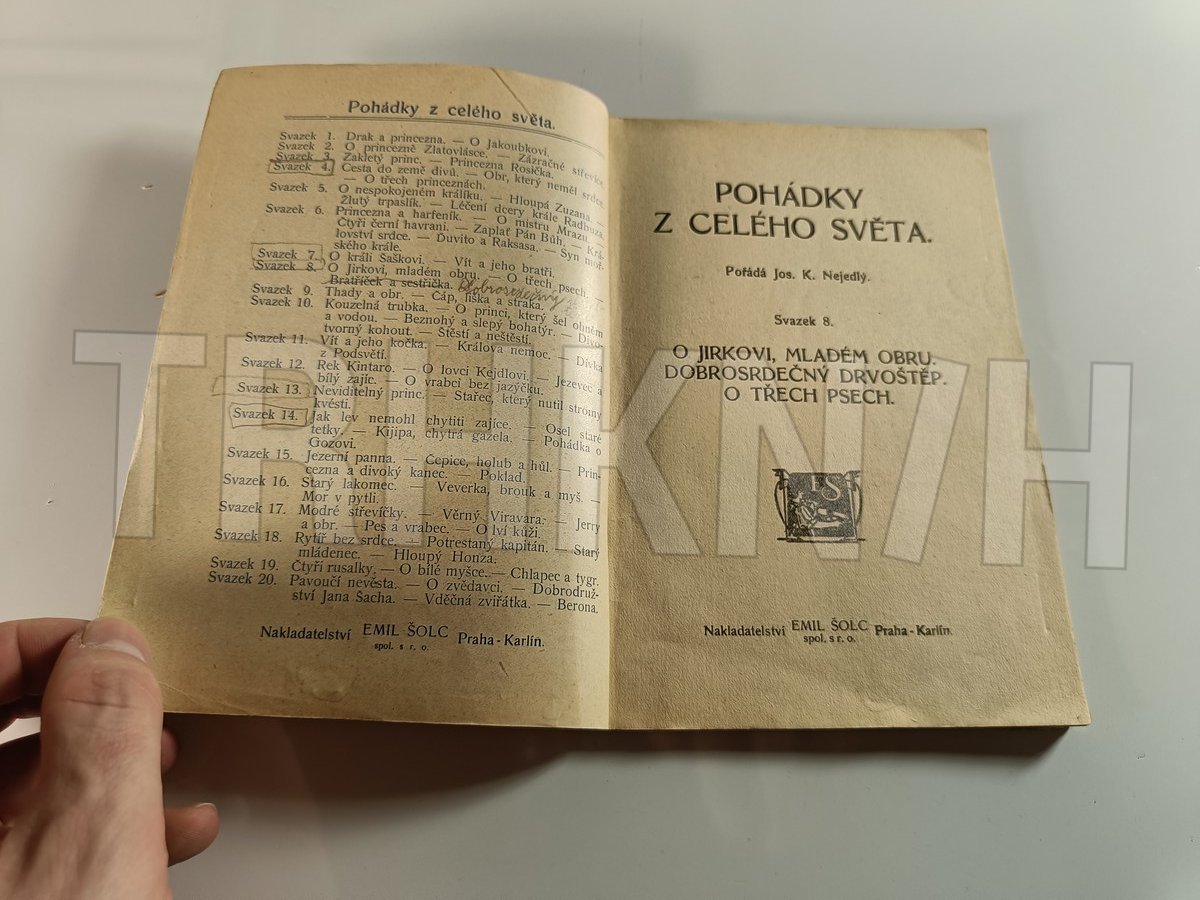 Pohádky z celého světa.
Svazek 1. Drak a princezna. — O Jakoubkovi.
Svazek 2. O princezně Zlatovlásce. — Zázračné střevíce.
Svazek 3. Zakletý princ. — Princezna Rosička.
Svazek 4. Cesta do země divů. — Obr, který neměl srdce.
— O třech princeznách.
Svazek 5. O nespokojeném králíku. — Hloupá Zuzana. —
Žlutý trpaslík. — Léčení dcery krále Radbuza.
Svazek 6. Princezna a harfeník. — O mistru Mrazu. —
Čtyři černí havrani. — Zaplať Pán Bůh. — Krá-
lovství srdce. — Duvito a Raksasa. — Syn moř-
ského krále.
Svazek 7. O králi Saškovi. — Vít a jeho bratři.
Svazek 8. O Jirkovi, mladém obru. — O třech psech. —
Bratříček a sestřička. Dobrosrdečný
Svazek 9. Thady a obr. — Čáp, liška a straka.
Svazek 10. Kouzelná trubka. — O princi, který šel ohněm
a vodou. — Beznohý a slepý bohatýr. — Divo-
tvorný kohout. — Štěstí a neštěstí.
Svazek 11. Vít a jeho kočka. — Králova nemoc. — Dívka
z Podsvětí.
Svazek 12. Rek Kintaro. — O lovci Kejdlovi. — Jezevec a
bílý zajíc. — O vrabci bez jazýčku.
Svazek 13. Neviditelný princ. — Stařec, který nutil stromy
kvésti.
Svazek 14. Jak lev nemohl chytiti zajíce. — Osel staré
tetky. — Kijipa, chytrá gazela. — Pohádka o
Gozovi.
Svazek 15. Jezerní panna. — Čepice, holub a hůl. — Prin-
cezna a divoký kanec. — Poklad.
Svazek 16. Starý lakomec. — Veverka, brouk a myš. —
Mor v pytli.
Svazek 17. Modré střevíčky. — Věrný Viravara. — Jerry
a obr. — Pes a vrabec. — O lví kůži.
Svazek 18. Rytíř bez srdce. — Potrestaný kapitán. — Starý
mládenec. — Hloupý Honza.
Svazek 19. Čtyři rusalky. — O bílé myšce. — Chlapec a tygr.
Svazek 20. Pavoučí nevěsta. — O zvědavci. — Dobrodruž-
ství Jana Šacha. — Vděčná zvířátka. — Berona.
Nakladatelství EMIL ŠOLC spol. s r. o. Praha-Karlín.
POHÁDKY
Z CELÉHO SVĚTA.
Pořádá Jos. K. Nejedlý.
Svazek 8.
O JIRKOVI, MLADÉM OBRU.
DOBROSRDEČNÝ DRVOŠTĚP.
O TŘECH PSECH.
EŠ
Nakladatelství EMIL ŠOLC spol. s r. o. Praha-Karlín.
TRHKNIH